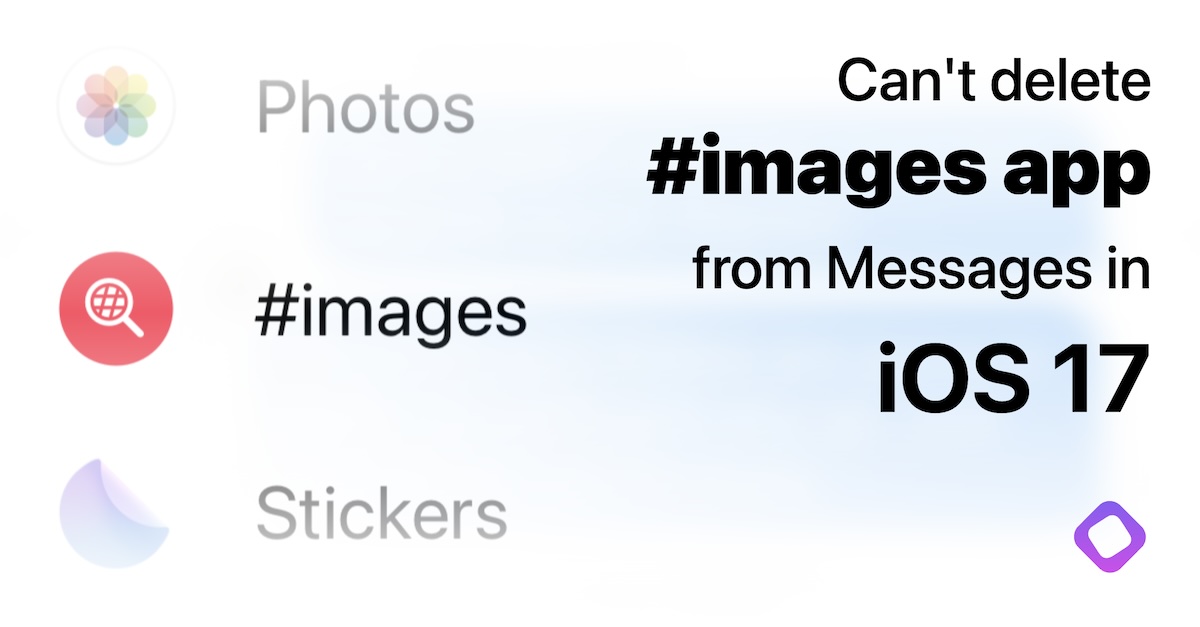 Photos
#images
Stickers
Can't delete
#images app
from Messages in
iOS 17